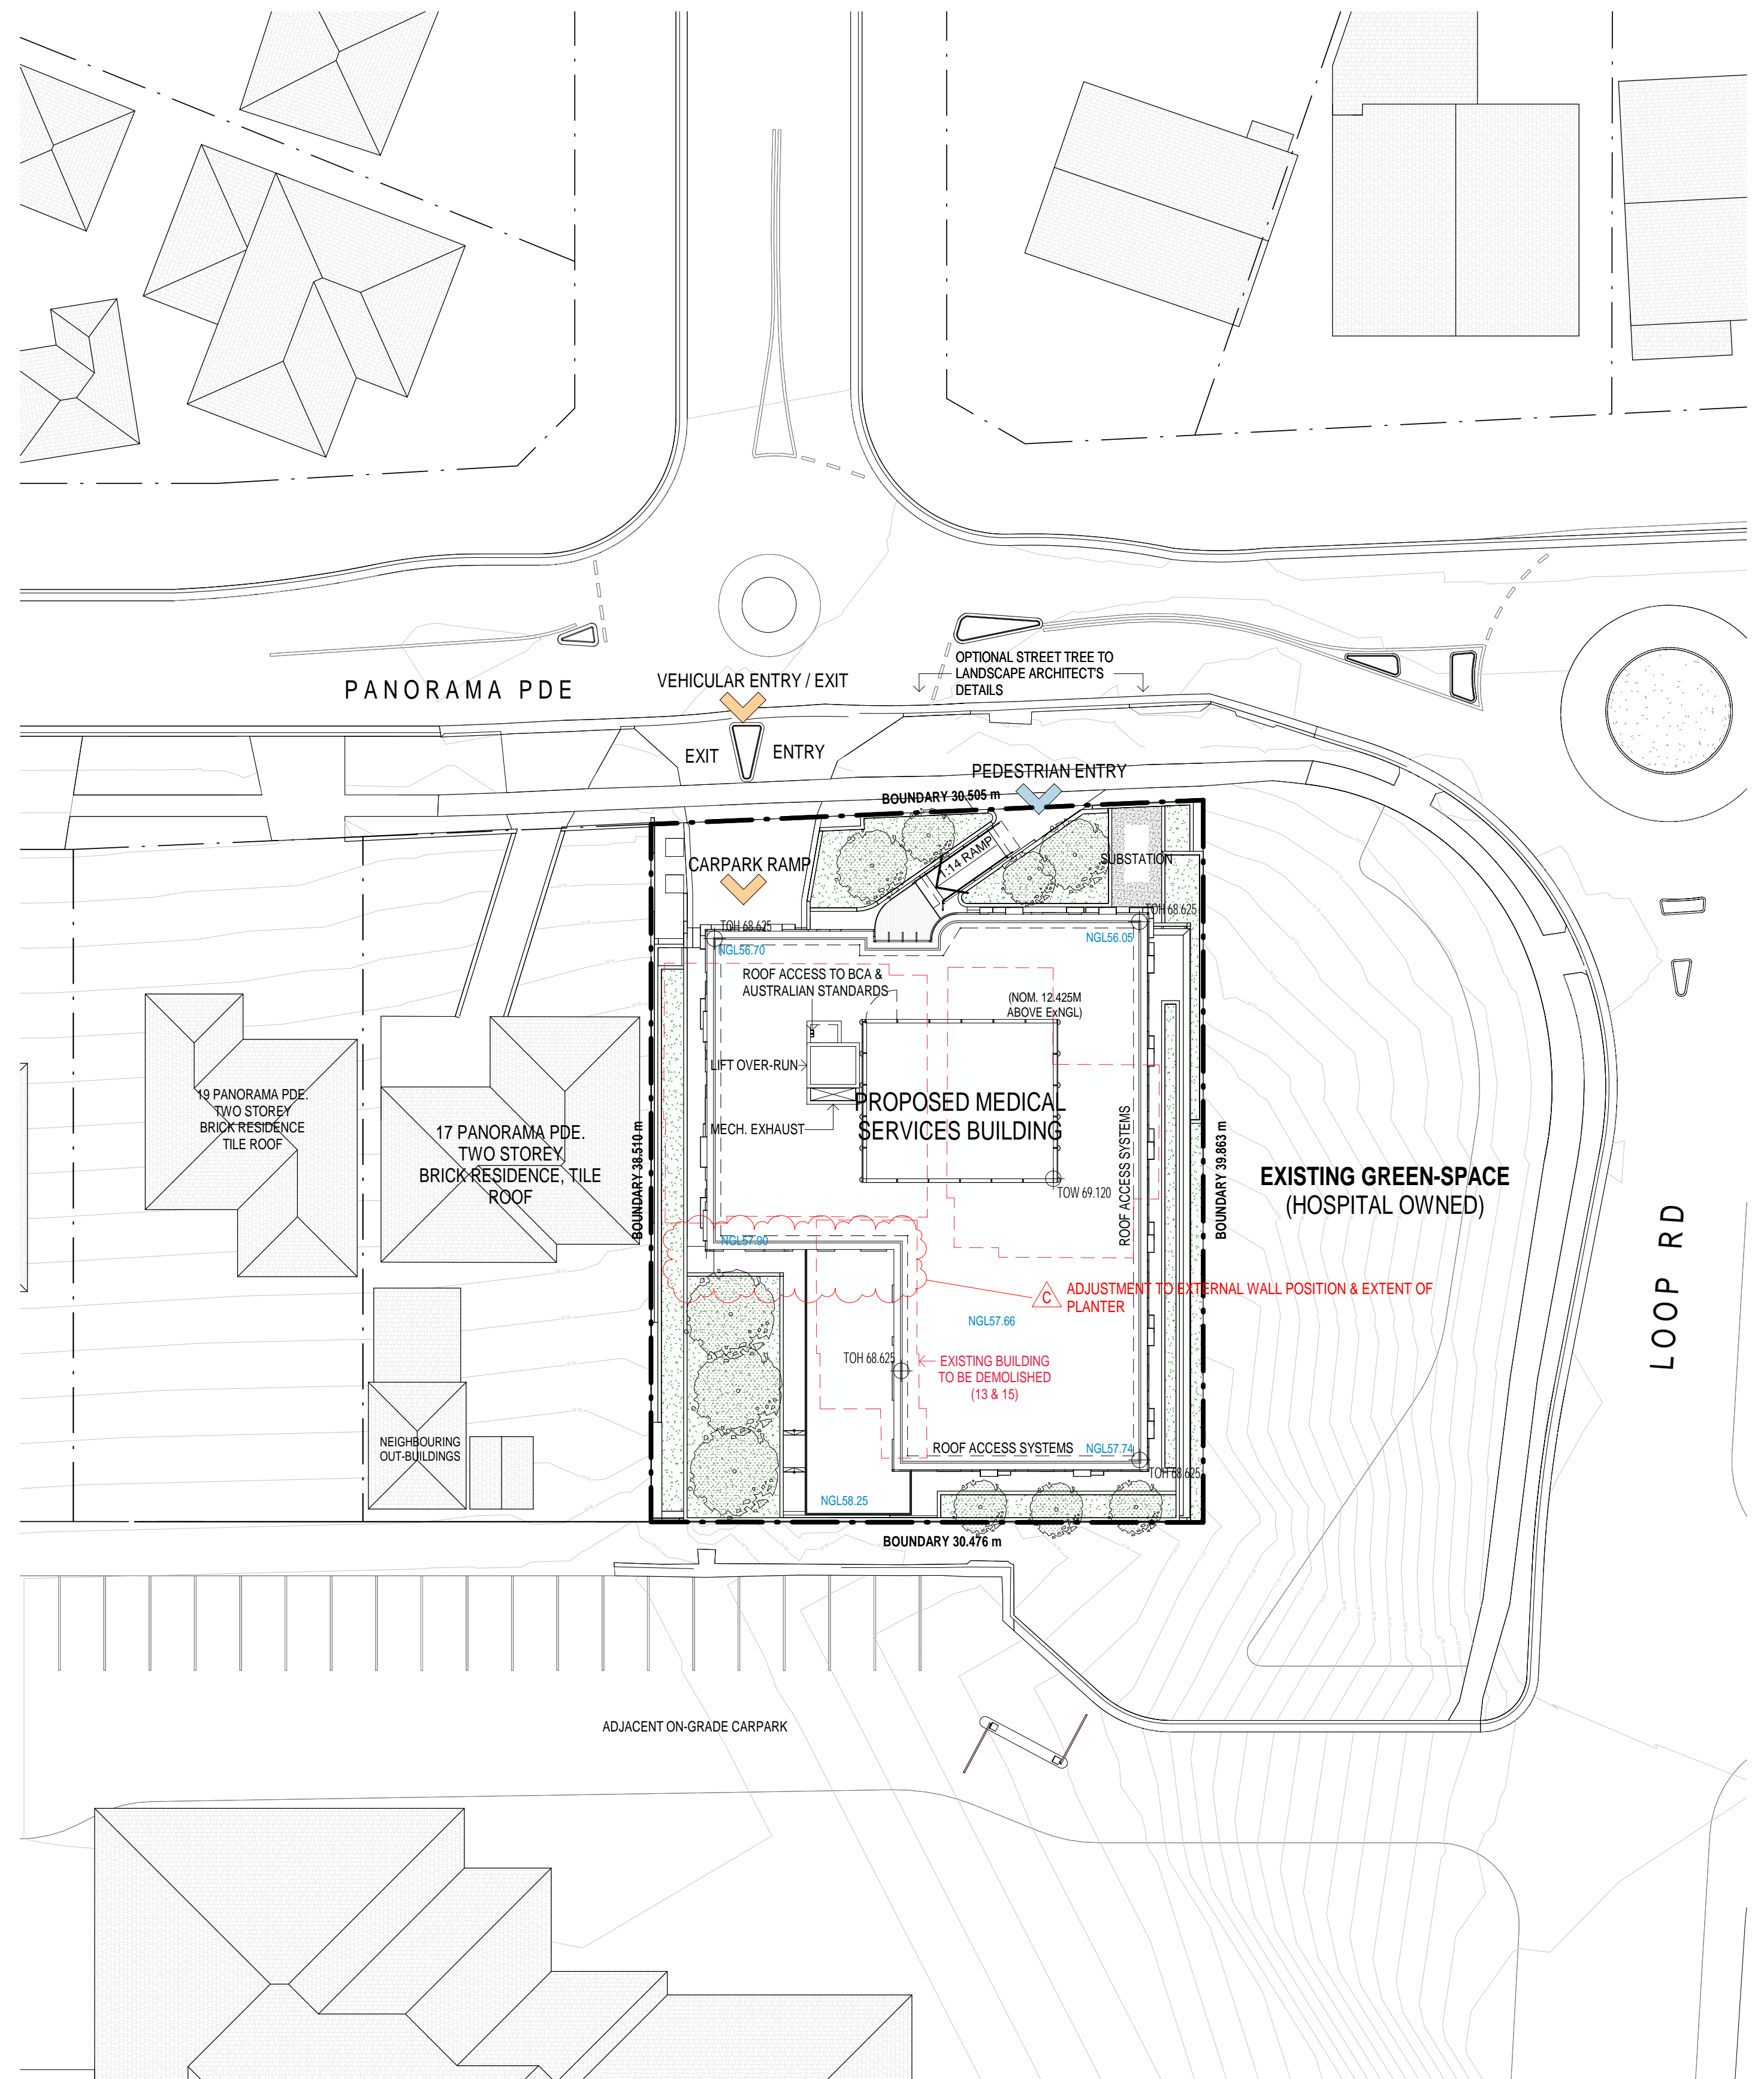 OPTIONAL STREET TREE TO
LANDSCAPE ARCHITECT'S
DETAILS
PANORAMA PDE
VEHICULAR ENTRY / EXIT
EXIT
ENTRY
PEDESTRIAN ENTRY
BOUNDARY 30.505 m
CARPARK RAMP
1:14 RAMP
SUBSTATION
TOH 68.625
TOH 68.625
NGL56.70
NGL56.05
ROOF ACCESS TO BCA &
AUSTRALIAN STANDARDS
(NOM. 12.425M
ABOVE ExNGL)
LIFT OVER-RUN
MECH. EXHAUST
PROPOSED MEDICAL
SERVICES BUILDING
ROOF ACCESS SYSTEMS
TOW 69.120
19 PANORAMA PDE.
TWO STOREY
BRICK RESIDENCE
TILE ROOF
17 PANORAMA PDE.
TWO STOREY
BRICK RESIDENCE, TILE
ROOF
BOUNDARY 38.510 m
BOUNDARY 39.863 m
EXISTING GREEN-SPACE
(HOSPITAL OWNED)
LOOP RD
NGL57.90
C
ADJUSTMENT TO EXTERNAL WALL POSITION & EXTENT OF
PLANTER
NGL57.66
TOH 68.625
EXISTING BUILDING
TO BE DEMOLISHED
(13 & 15)
NEIGHBOURING
OUT-BUILDINGS
ROOF ACCESS SYSTEMS
NGL57.74
TOH 68.625
NGL58.25
BOUNDARY 30.476 m
ADJACENT ON-GRADE CARPARK